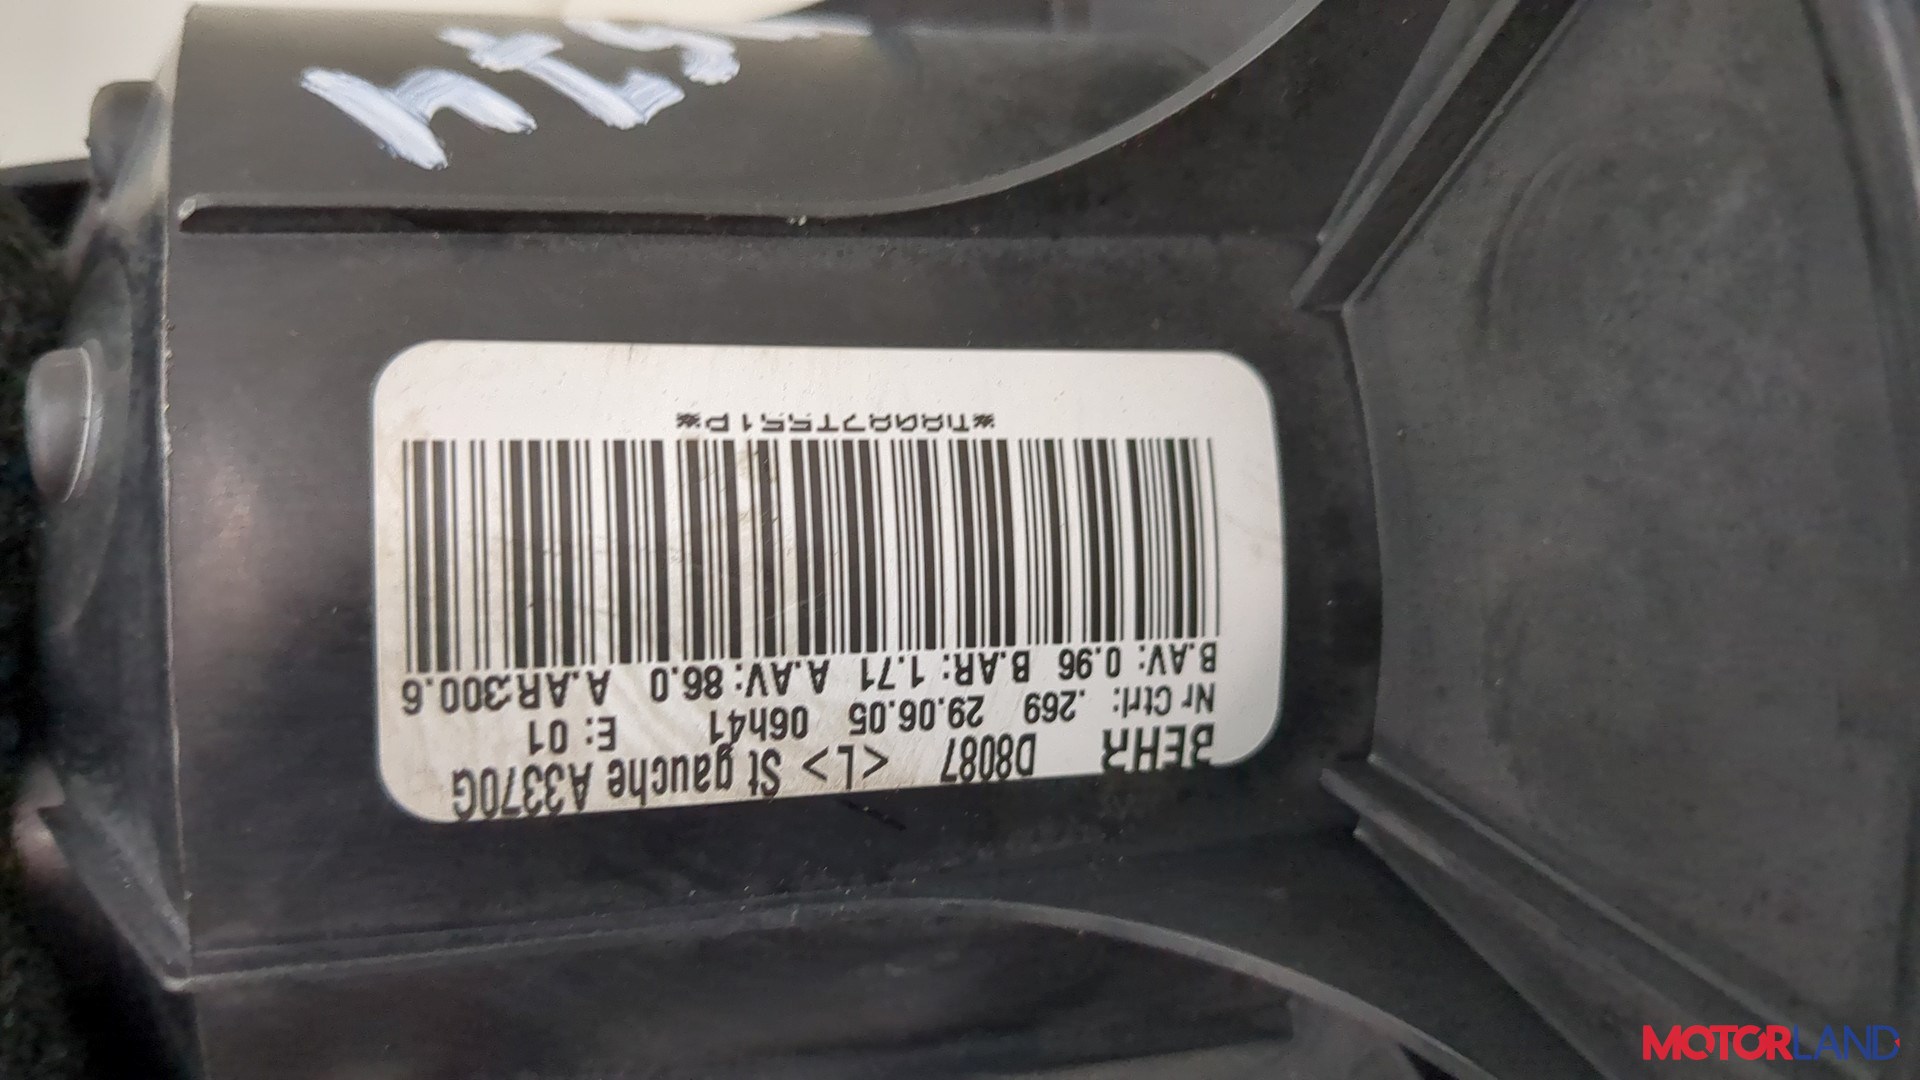 BEHR D8087 <L> St gauche A3370G
Nr Ctrl: .269 29.06.05 06h41 E: 01
B.AV: 0.96 B.AR: 1.71 A.AV: 86.0 A.AR:300.6
MOTORLAND